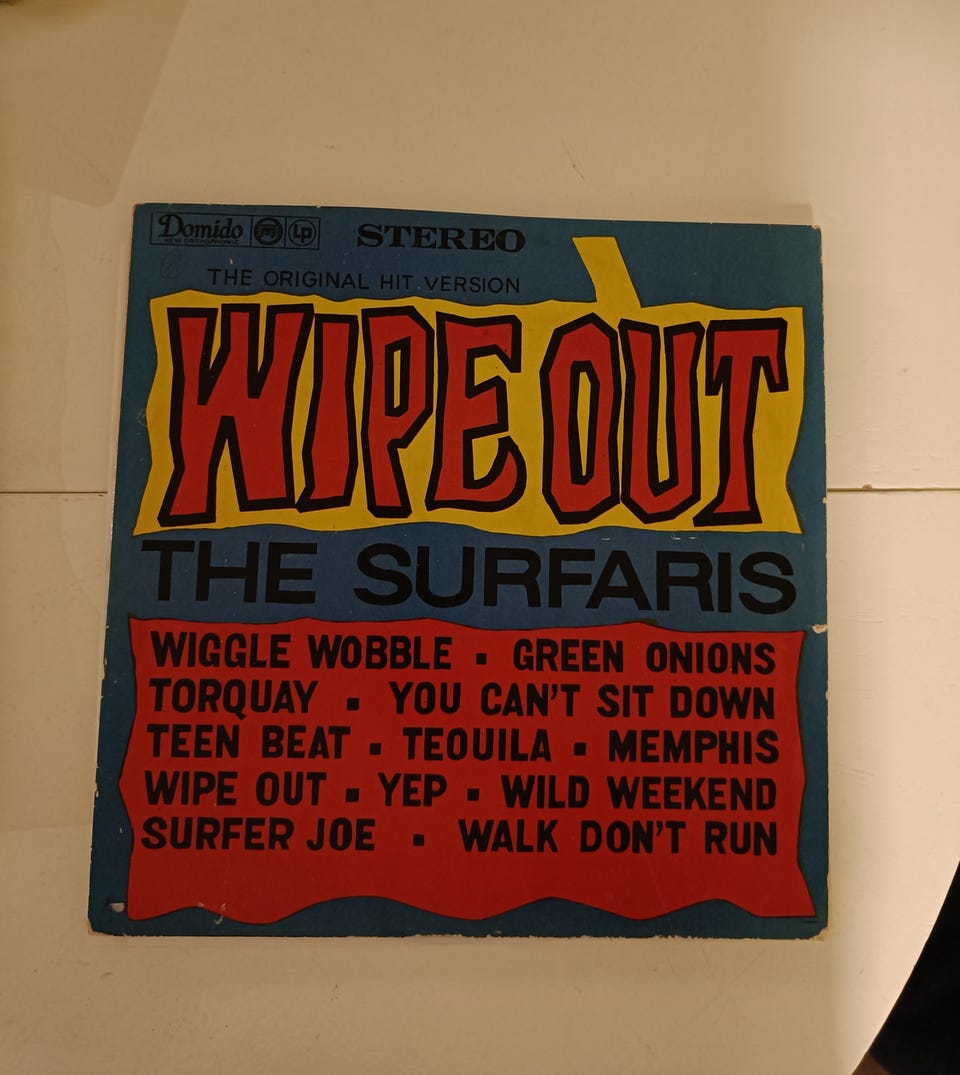 Domido LP STEREO
NEW ORTHOPHONIC
THE ORIGINAL HIT VERSION
WIPE OUT
THE SURFARIS
WIGGLE WOBBLE ▪ GREEN ONIONS
TORQUAY ▪ YOU CAN'T SIT DOWN
TEEN BEAT ▪ TEOUILA ▪ MEMPHIS
WIPE OUT ▪ YEP ▪ WILD WEEKEND
SURFER JOE ▪ WALK DON'T RUN